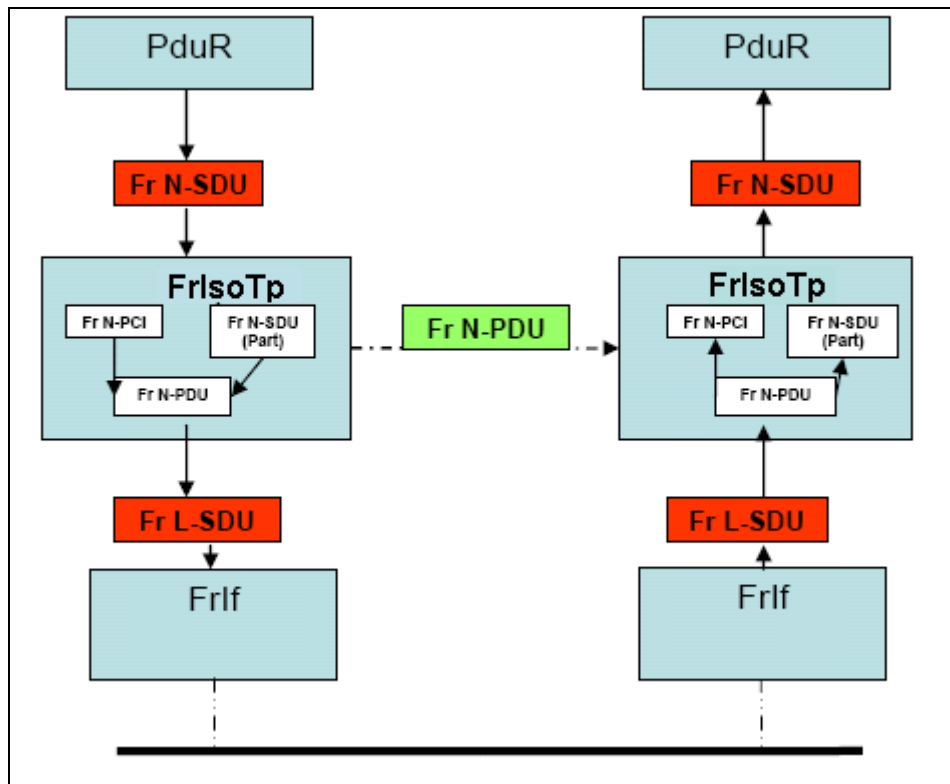 PduR
PduR
Fr N-SDU
Fr N-SDU
FrIsoTp
FrIsoTp
Fr N-PCI
Fr N-SDU
(Part)
Fr N-PDU
Fr N-PCI
Fr N-SDU
(Part)
Fr N-PDU
Fr N-PDU
Fr L-SDU
Fr L-SDU
FrIf
FrIf